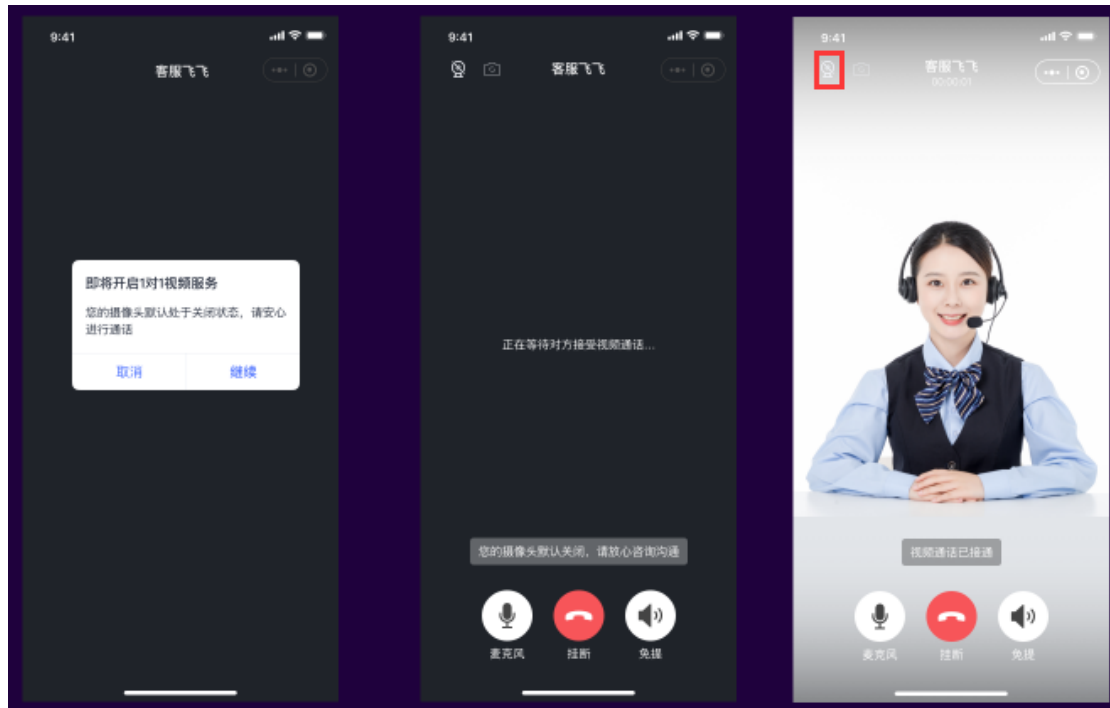 9:41
客服飞飞
即将开启1对1视频服务
您的摄像头默认处于关闭状态，请安心
进行通话
取消
继续
9:41
客服飞飞
正在等待对方接受视频通话...
您的摄像头默认关闭，请放心咨询沟通
麦克风
挂断
免提
9:41
客服飞飞
00:00:01
视频通话已接通
麦克风
挂断
免提